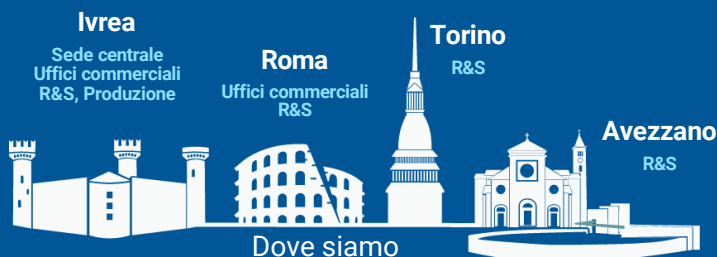 Ivrea
Sede centrale
Uffici commerciali
R&S, Produzione
Roma
Uffici commerciali
R&S
Torino
R&S
Avezzano
R&S
Dove siamo